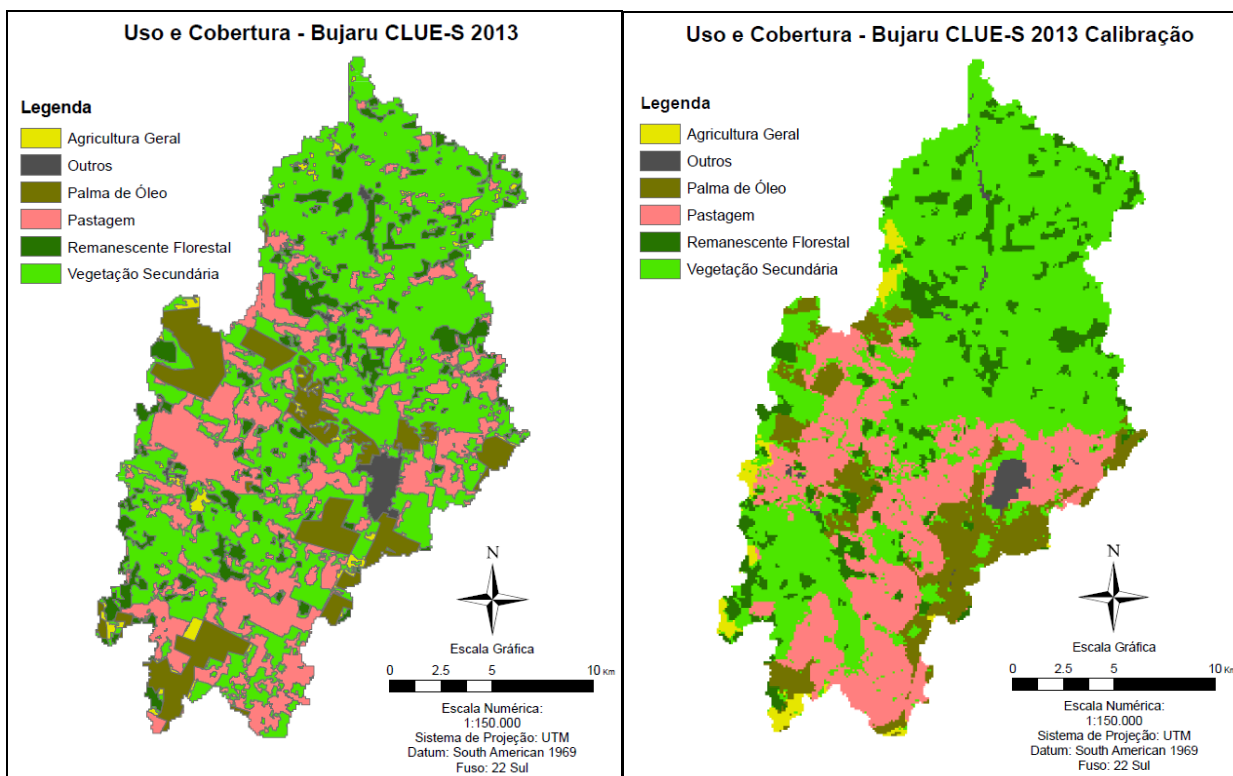 Uso e Cobertura - Bujaru CLUE-S 2013
Legenda
Agricultura Geral
Outros
Palma de Óleo
Pastagem
Remanescente Florestal
Vegetação Secundária
N
Escala Gráfica
0 2.5 5 10 Km
Escala Numérica:
1:150.000
Sistema de Projeção: UTM
Datum: South American 1969
Fuso: 22 Sul
Uso e Cobertura - Bujaru CLUE-S 2013 Calibração
Legenda
Agricultura Geral
Outros
Palma de Óleo
Pastagem
Remanescente Florestal
Vegetação Secundária
N
Escala Gráfica
0 2.5 5 10 Km
Escala Numérica:
1:150.000
Sistema de Projeção: UTM
Datum: South American 1969
Fuso: 22 Sul